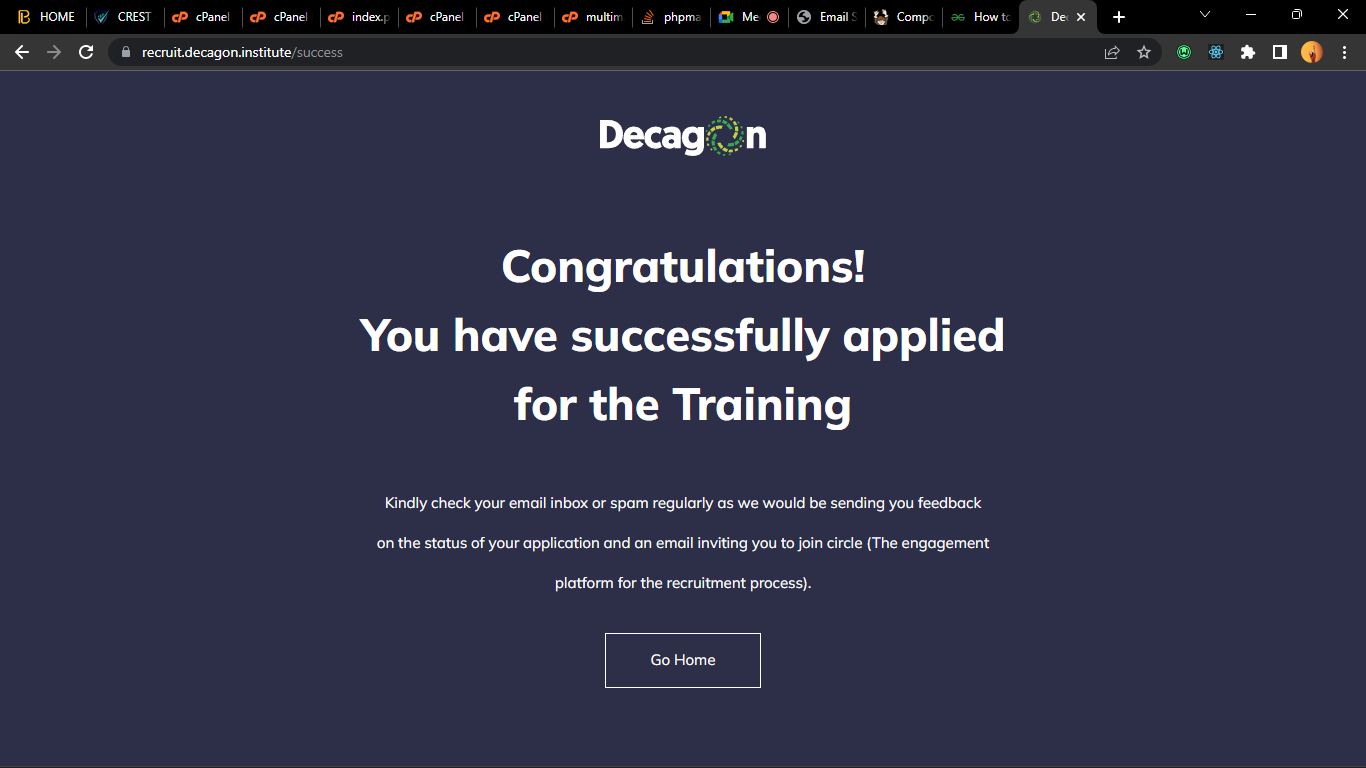 HOME
CREST
cPanel
cPanel
index.p
cPanel
cPanel
multim
phpma
Me
Email S
Compo
How to
De
recruit.decagon.institute/success
Decagon
Congratulations!
You have successfully applied
for the Training
Kindly check your email inbox or spam regularly as we would be sending you feedback
on the status of your application and an email inviting you to join circle (The engagement
platform for the recruitment process).
Go Home